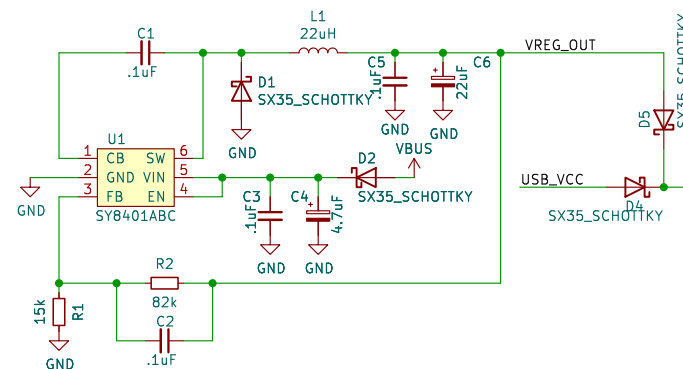 L1
22uH
C1
.1uF
C5
.1uF
C6
22uF
VREG_OUT
D1
SX35_SCHOTTKY
GND
GND
GND
SX35_SCHOTTKY
D5
U1
1 CB SW 6
2 GND VIN 5
3 FB EN 4
SY8401ABC
GND
VBUS
D2
SX35_SCHOTTKY
C3
.1uF
C4
4.7uF
GND
GND
USB_VCC
D4
SX35_SCHOTTKY
R2
82k
C2
.1uF
15k
R1
GND